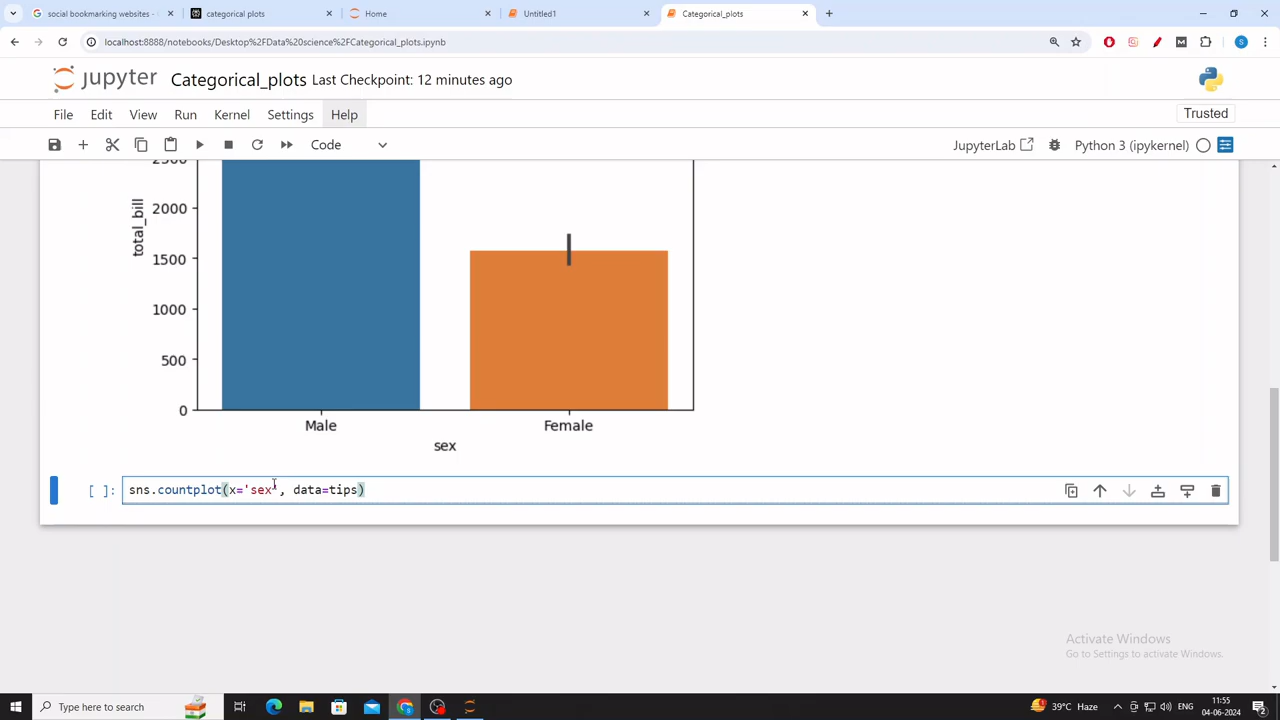 social bookmarking websites -
categorical plots
Home
Untitled1
Categorical_plots
localhost:8888/notebooks/Desktop%2FData%20science%2FCategorical_plots.ipynb
jupyter Categorical_plots Last Checkpoint: 12 minutes ago
File Edit View Run Kernel Settings Help
Trusted
Code
JupyterLab
Python 3 (ipykernel)
2500
2000
1500
1000
500
0
total_bill
Male Female
sex
[ ]: sns.countplot(x='sex', data=tips)
Activate Windows
Go to Settings to activate Windows.
Type here to search
39°C Haze
ENG
11:55
04-06-2024
2